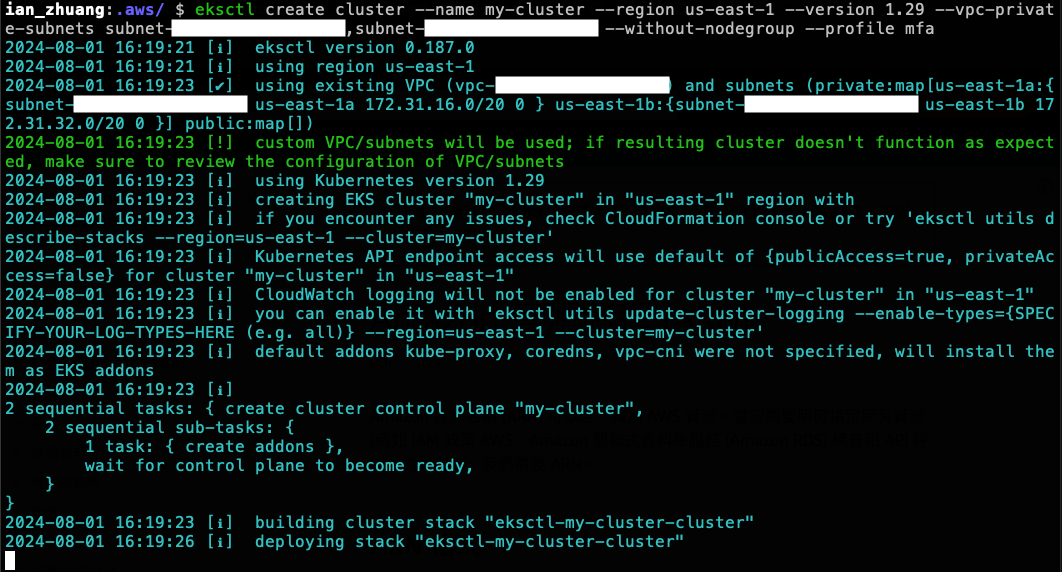 ian_zhuang:.aws/ $ eksctl create cluster --name my-cluster --region us-east-1 --version 1.29 --vpc-privat
e-subnets subnet-                ,subnet-                 --without-nodegroup --profile mfa
2024-08-01 16:19:21 [ℹ]  eksctl version 0.187.0
2024-08-01 16:19:21 [ℹ]  using region us-east-1
2024-08-01 16:19:23 [✔]  using existing VPC (vpc-                 ) and subnets (private:map[us-east-1a:{
subnet-                 us-east-1a 172.31.16.0/20 0 } us-east-1b:{subnet-                 us-east-1b 17
2.31.32.0/20 0 }] public:map[])
2024-08-01 16:19:23 [!]  custom VPC/subnets will be used; if resulting cluster doesn't function as expect
ed, make sure to review the configuration of VPC/subnets
2024-08-01 16:19:23 [ℹ]  using Kubernetes version 1.29
2024-08-01 16:19:23 [ℹ]  creating EKS cluster "my-cluster" in "us-east-1" region with
2024-08-01 16:19:23 [ℹ]  if you encounter any issues, check CloudFormation console or try 'eksctl utils d
escribe-stacks --region=us-east-1 --cluster=my-cluster'
2024-08-01 16:19:23 [ℹ]  Kubernetes API endpoint access will use default of {publicAccess=true, privateAc
cess=false} for cluster "my-cluster" in "us-east-1"
2024-08-01 16:19:23 [ℹ]  CloudWatch logging will not be enabled for cluster "my-cluster" in "us-east-1"
2024-08-01 16:19:23 [ℹ]  you can enable it with 'eksctl utils update-cluster-logging --enable-types={SPEC
IFY-YOUR-LOG-TYPES-HERE (e.g. all)} --region=us-east-1 --cluster=my-cluster'
2024-08-01 16:19:23 [ℹ]  default addons kube-proxy, coredns, vpc-cni were not specified, will install the
m as EKS addons
2024-08-01 16:19:23 [ℹ]
2 sequential tasks: { create cluster control plane "my-cluster",
    2 sequential sub-tasks: {
        1 task: { create addons },
        wait for control plane to become ready,
    }
}
2024-08-01 16:19:23 [ℹ]  building cluster stack "eksctl-my-cluster-cluster"
2024-08-01 16:19:26 [ℹ]  deploying stack "eksctl-my-cluster-cluster"